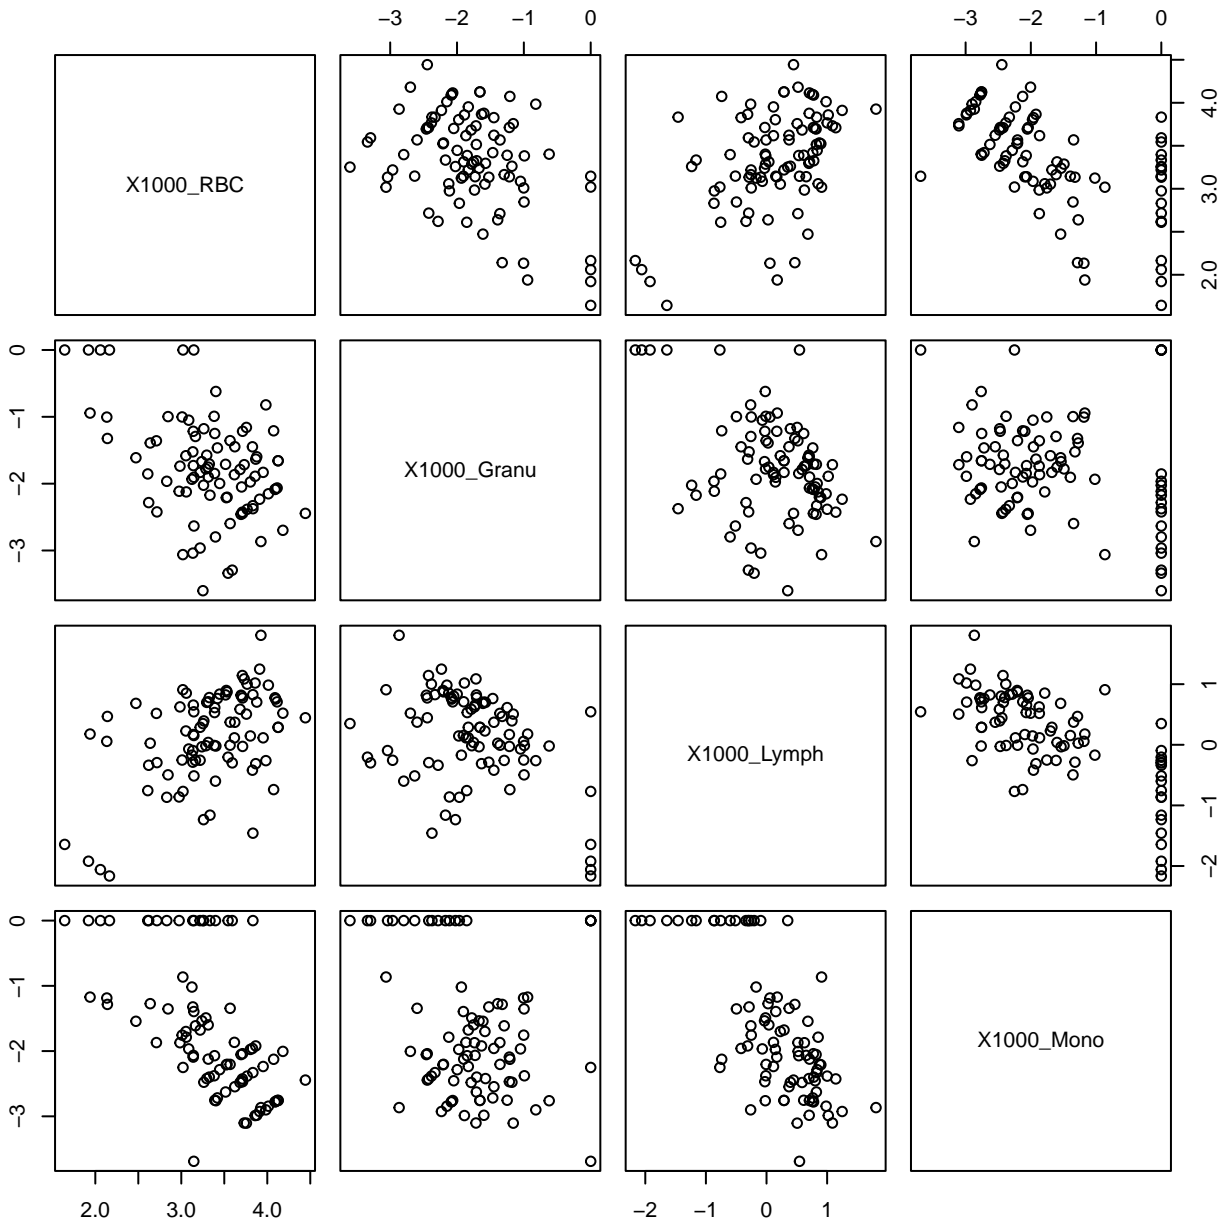 −3 −2 −1 0 −3 −2 −1 0
X1000_RBC
2.0 3.0 4.0
−3 −2 −1 0
X1000_Granu
X1000_Lymph
−2 −1 0 1
−3 −2 −1 0
X1000_Mono
2.0 3.0 4.0 −2 −1 0 1